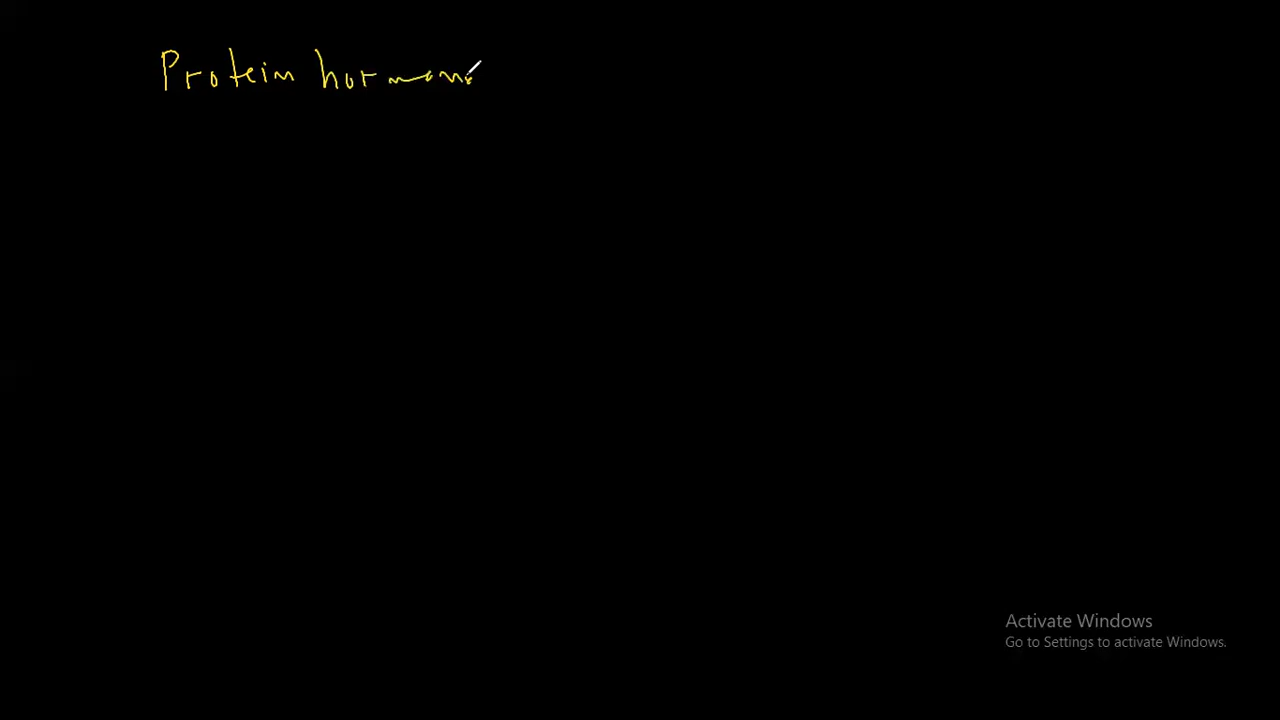 Protein hormone
Activate Windows
Go to Settings to activate Windows.